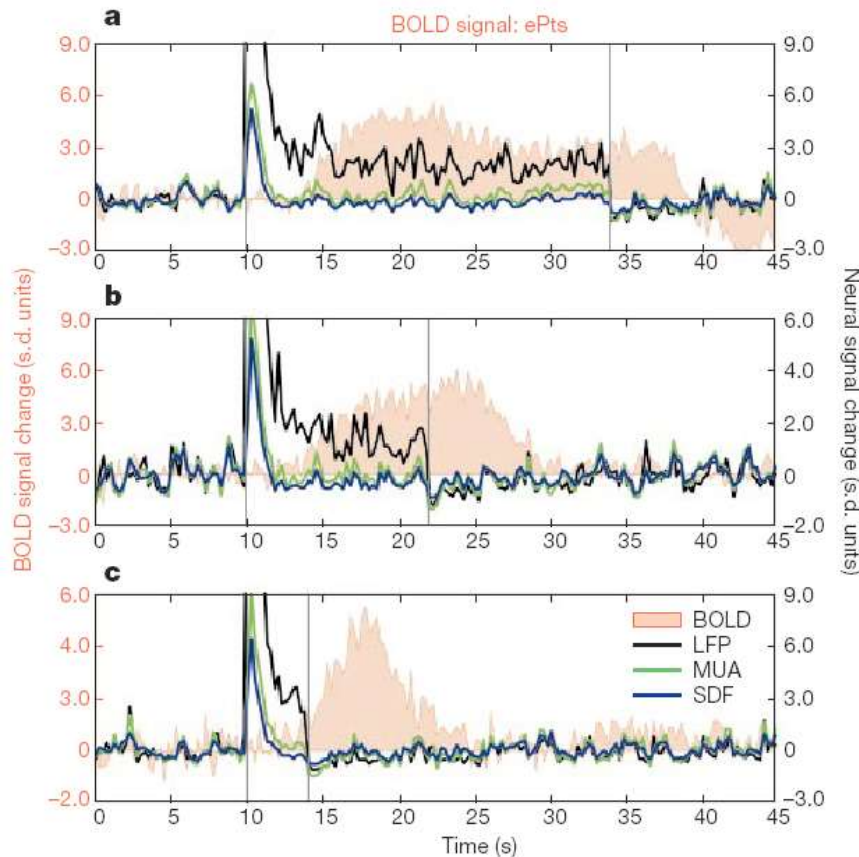 a
BOLD signal: ePts
9.0 9.0
6.0 6.0
3.0 3.0
0 0
−3.0 −3.0
0 5 10 15 20 25 30 35 40 45
b
9.0 6.0
6.0 4.0
3.0 2.0
0 0
−3.0 −2.0
0 5 10 15 20 25 30 35 40 45
c
6.0 9.0
4.0 6.0
3.0 3.0
0 0
−2.0 −3.0
0 5 10 15 20 25 30 35 40 45
BOLD
LFP
MUA
SDF
Time (s)
BOLD signal change (s.d. units)
Neural signal change (s.d. units)